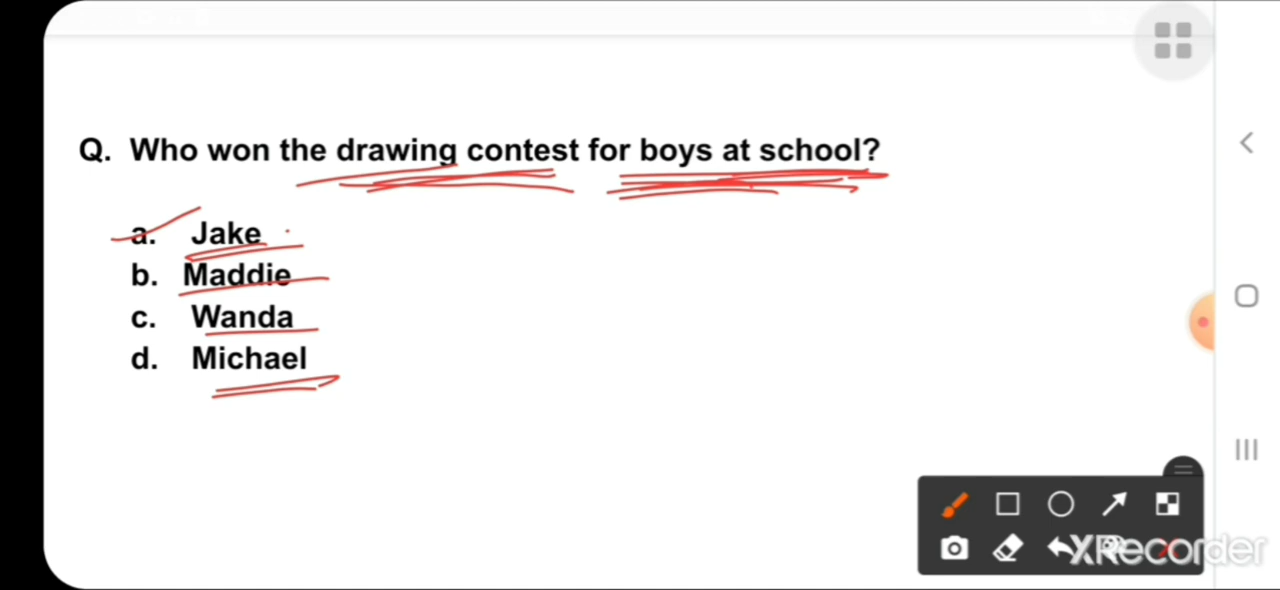 Q. Who won the drawing contest for boys at school?
a. Jake
b. Maddie
c. Wanda
d. Michael
XRecorder